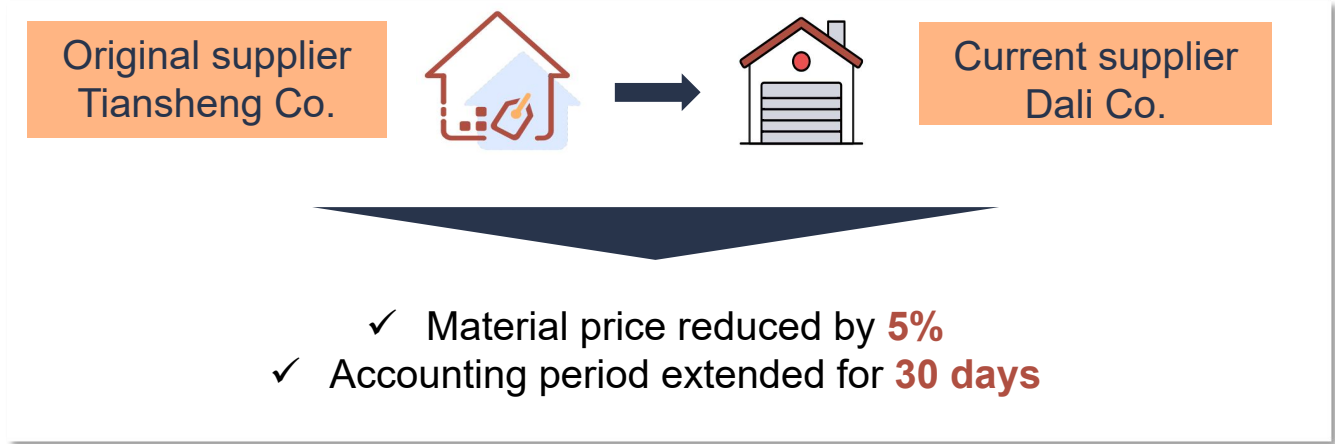 Original supplier
Tiansheng Co.
Current supplier
Dali Co.
✓ Material price reduced by 5%
✓ Accounting period extended for 30 days